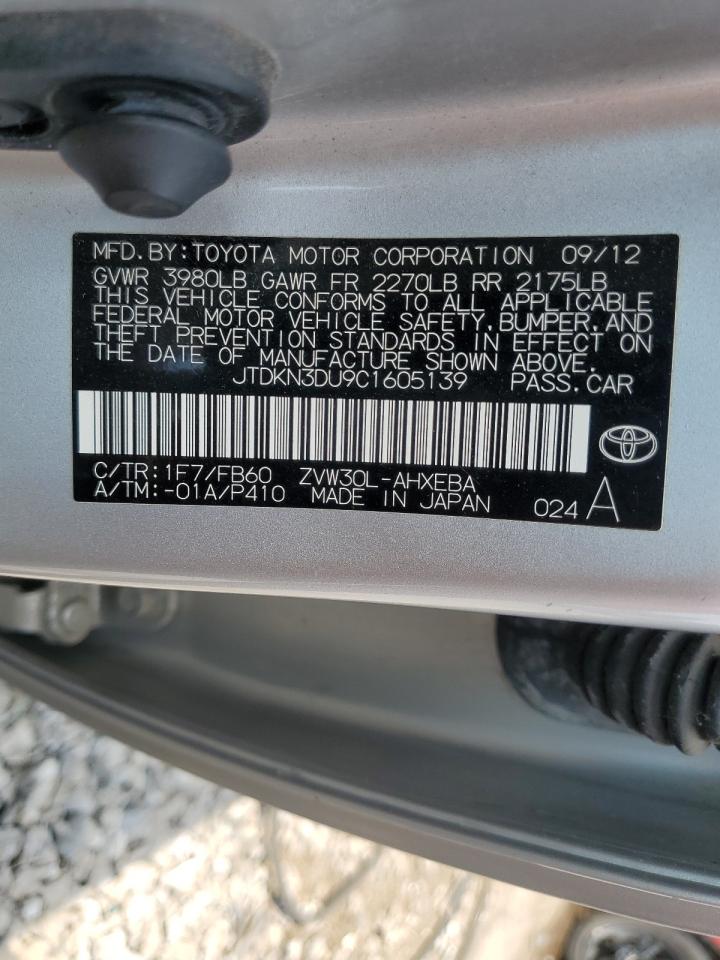 MFD. BY: TOYOTA MOTOR CORPORATION 09/12
GVWR 3980LB GAWR FR 2270LB RR 2175LB
THIS VEHICLE CONFORMS TO ALL APPLICABLE
FEDERAL MOTOR VEHICLE SAFETY, BUMPER, AND
THEFT PREVENTION STANDARDS IN EFFECT ON
THE DATE OF MANUFACTURE SHOWN ABOVE.
JTDKN3DU9C1605139 PASS. CAR
C/TR: 1F7/FB60 ZVW30L-AHXEBA
A/TM: -01A/P410 MADE IN JAPAN 024 A